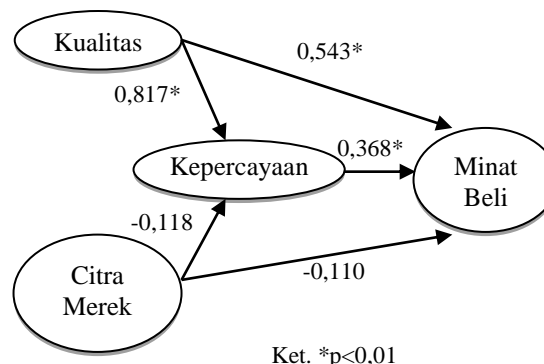 Kualitas
0,543*
0,817*
Kepercayaan
0,368*
Minat
Beli
-0,118
Citra
Merek
-0,110
Ket. *p<0,01